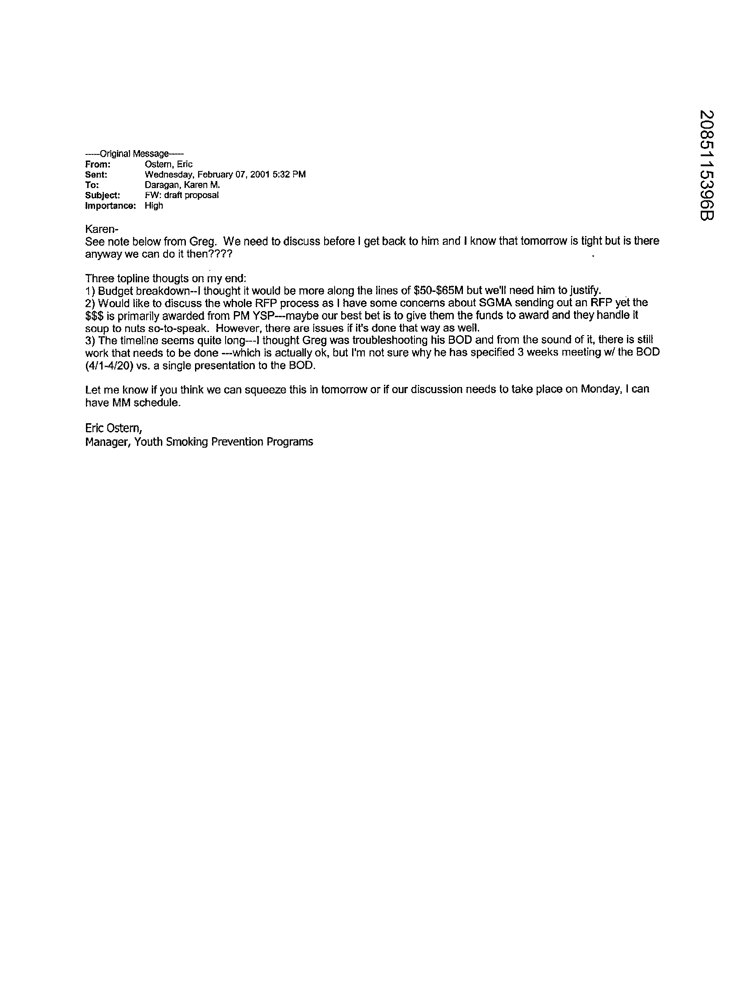 -----Original Message-----
From: Ostern, Eric
Sent: Wednesday, February 07, 2001 5:32 PM
To: Daragan, Karen M.
Subject: FW: draft proposal
Importance: High
Karen-
See note below from Greg. We need to discuss before I get back to him and I know that tomorrow is tight but is there
anyway we can do it then????
Three topline thougts on my end:
1) Budget breakdown--I thought it would be more along the lines of $50-$65M but we'll need him to justify.
2) Would like to discuss the whole RFP process as I have some concerns about SGMA sending out an RFP yet the
$$$ is primarily awarded from PM YSP---maybe our best bet is to give them the funds to award and they handle it
soup to nuts so-to-speak. However, there are issues if it's done that way as well.
3) The timeline seems quite long---I thought Greg was troubleshooting his BOD and from the sound of it, there is still
work that needs to be done ---which is actually ok, but I'm not sure why he has specified 3 weeks meeting w/ the BOD
(4/1-4/20) vs. a single presentation to the BOD.
Let me know if you think we can squeeze this in tomorrow or if our discussion needs to take place on Monday, I can
have MM schedule.
Eric Ostern,
Manager, Youth Smoking Prevention Programs
2085115396B